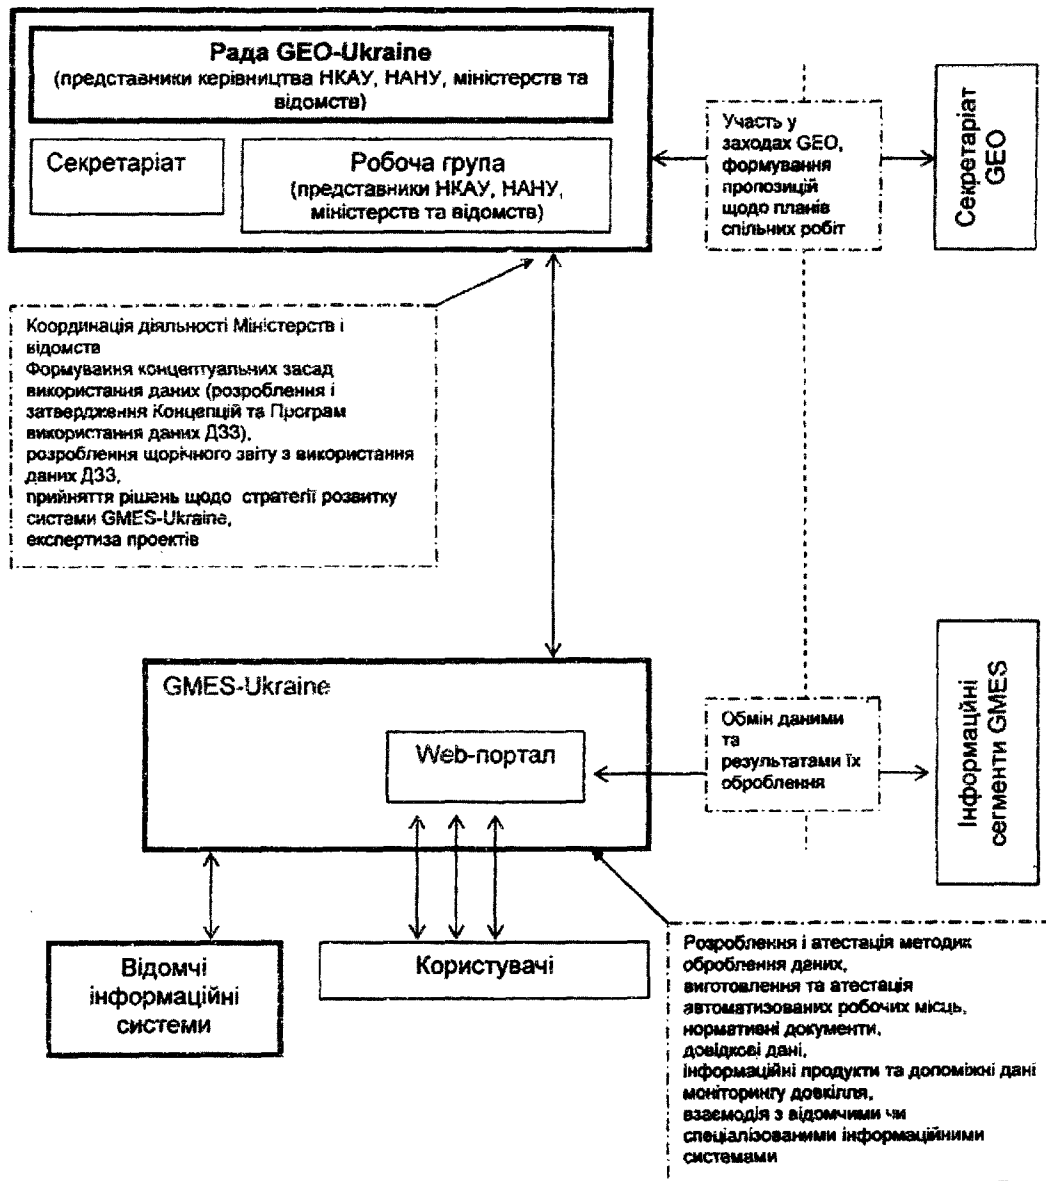 Рада GEO-Ukraine
(представники керівництва НКАУ, НАНУ, міністерств та
відомств)
Секретаріат
Робоча група
(представники НКАУ, НАНУ,
міністерств та відомств)
Участь у
заходах GEO,
формування
пропозицій
щодо планів
спільних робіт
Секретаріат
GEO
Координація діяльності Міністерств і
відомств
Формування концептуальних засад
використання даних (розроблення і
затвердження Концепцій та Програм
використання даних ДЗЗ),
розроблення щорічного звіту з використання
даних ДЗЗ,
прийняття рішень щодо стратегії розвитку
системи GMES-Ukraine,
експертиза проектів
GMES-Ukraine
Web-портал
Обмін даними
та
результатами їх
оброблення
Інформаційні
сегменти GMES
Відомчі
інформаційні
системи
Користувачі
Розроблення і атестація методик
оброблення даних,
виготовлення та атестація
автоматизованих робочих місць,
нормативні документи,
довідкові дані,
інформаційні продукти та допоміжні дані
моніторингу довкілля,
взаємодія з відомчими чи
спеціалізованими інформаційними
системами